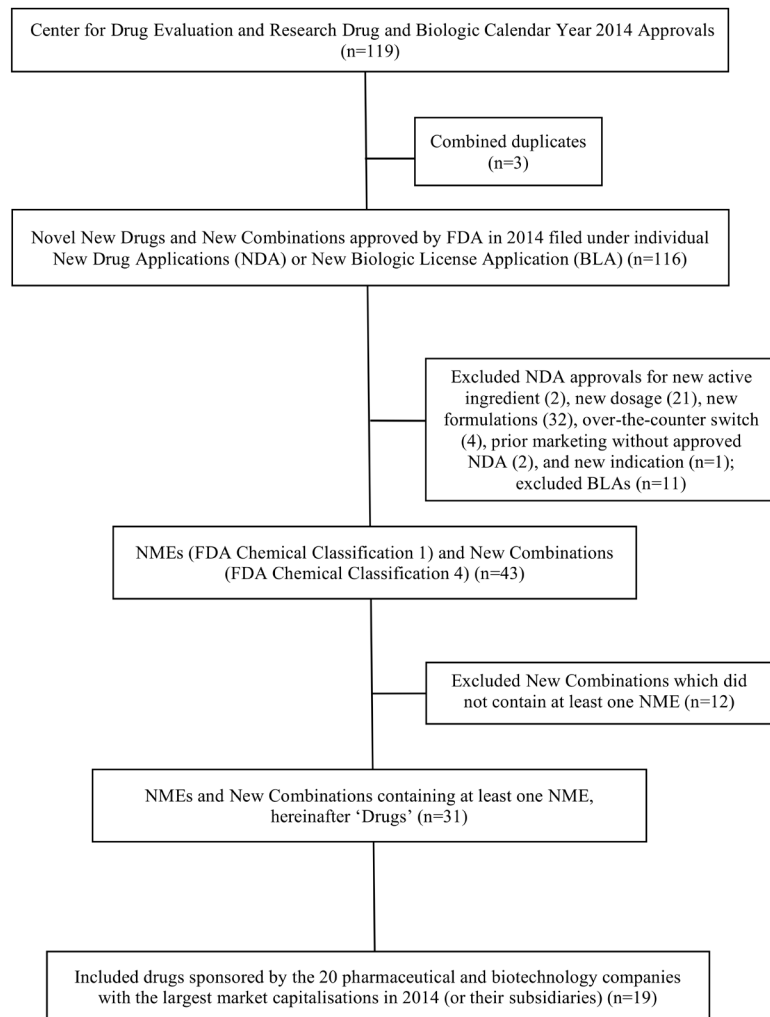 Center for Drug Evaluation and Research Drug and Biologic Calendar Year 2014 Approvals
(n=119)
Combined duplicates
(n=3)
Novel New Drugs and New Combinations approved by FDA in 2014 filed under individual
New Drug Applications (NDA) or New Biologic License Application (BLA) (n=116)
Excluded NDA approvals for new active
ingredient (2), new dosage (21), new
formulations (32), over-the-counter switch
(4), prior marketing without approved
NDA (2), and new indication (n=1);
excluded BLAs (n=11)
NMEs (FDA Chemical Classification 1) and New Combinations
(FDA Chemical Classification 4) (n=43)
Excluded New Combinations which did
not contain at least one NME (n=12)
NMEs and New Combinations containing at least one NME,
hereinafter ‘Drugs’ (n=31)
Included drugs sponsored by the 20 pharmaceutical and biotechnology companies
with the largest market capitalisations in 2014 (or their subsidiaries) (n=19)